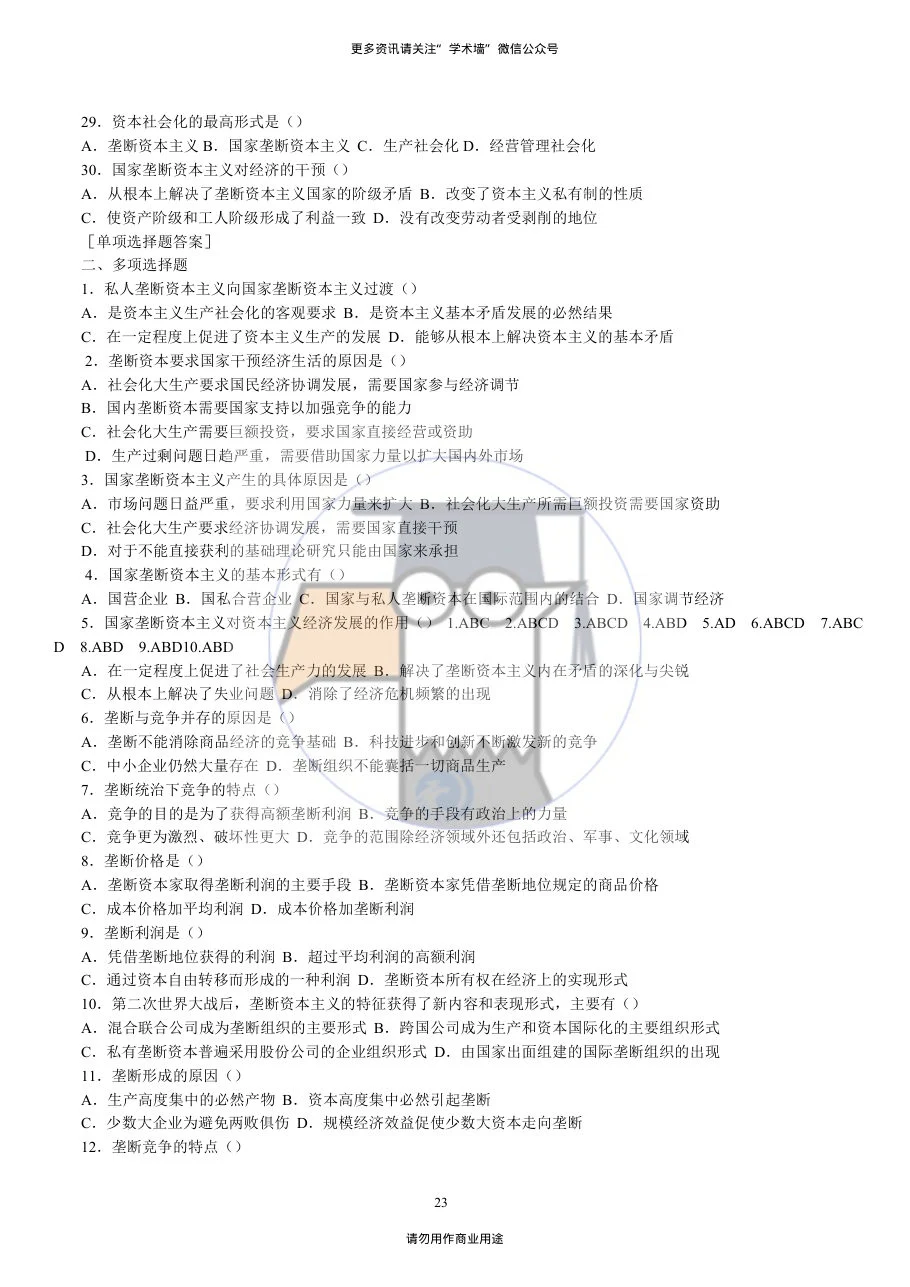 更多资讯请关注“学术墙”微信公众号
29．资本社会化的最高形式是（）
A．垄断资本主义 B．国家垄断资本主义 C．生产社会化 D．经营管理社会化
30．国家垄断资本主义对经济的干预（）
A．从根本上解决了垄断资本主义国家的阶级矛盾 B．改变了资本主义私有制的性质
C．使资产阶级和工人阶级形成了利益一致 D．没有改变劳动者受剥削的地位
［单项选择题答案］
二、多项选择题
1．私人垄断资本主义向国家垄断资本主义过渡（）
A．是资本主义生产社会化的客观要求 B．是资本主义基本矛盾发展的必然结果
C．在一定程度上促进了资本主义生产的发展 D．能够从根本上解决资本主义的基本矛盾
2．垄断资本要求国家干预经济生活的原因是（）
A．社会化大生产要求国民经济协调发展，需要国家参与经济调节
B．国内垄断资本需要国家支持以加强竞争的能力
C．社会化大生产需要巨额投资，要求国家直接经营或资助
D．生产过剩问题日趋严重，需要借助国家力量以扩大国内外市场
3．国家垄断资本主义产生的具体原因是（）
A．市场问题日益严重，要求利用国家力量来扩大 B．社会化大生产所需巨额投资需要国家资助
C．社会化大生产要求经济协调发展，需要国家直接干预
D．对于不能直接获利的基础理论研究只能由国家来承担
4．国家垄断资本主义的基本形式有（）
A．国营企业 B．国私合营企业 C．国家与私人垄断资本在国际范围内的结合 D．国家调节经济
5．国家垄断资本主义对资本主义经济发展的作用（） 1.ABC 2.ABCD 3.ABCD 4.ABD 5.AD 6.ABCD 7.ABC
D 8.ABD 9.ABD10.ABD
A．在一定程度上促进了社会生产力的发展 B．解决了垄断资本主义内在矛盾的深化与尖锐
C．从根本上解决了失业问题 D．消除了经济危机频繁的出现
6．垄断与竞争并存的原因是（）
A．垄断不能消除商品经济的竞争基础 B．科技进步和创新不断激发新的竞争
C．中小企业仍然大量存在 D．垄断组织不能囊括一切商品生产
7．垄断统治下竞争的特点（）
A．竞争的目的是为了获得高额垄断利润 B．竞争的手段有政治上的力量
C．竞争更为激烈、破坏性更大 D．竞争的范围除经济领域外还包括政治、军事、文化领域
8．垄断价格是（）
A．垄断资本家取得垄断利润的主要手段 B．垄断资本家凭借垄断地位规定的商品价格
C．成本价格加平均利润 D．成本价格加垄断利润
9．垄断利润是（）
A．凭借垄断地位获得的利润 B．超过平均利润的高额利润
C．通过资本自由转移而形成的一种利润 D．垄断资本所有权在经济上的实现形式
10．第二次世界大战后，垄断资本主义的特征获得了新内容和表现形式，主要有（）
A．混合联合公司成为垄断组织的主要形式 B．跨国公司成为生产和资本国际化的主要组织形式
C．私有垄断资本普遍采用股份公司的企业组织形式 D．由国家出面组建的国际垄断组织的出现
11．垄断形成的原因（）
A．生产高度集中的必然产物 B．资本高度集中必然引起垄断
C．少数大企业为避免两败俱伤 D．规模经济效益促使少数大资本走向垄断
12．垄断竞争的特点（）
23
请勿用作商业用途